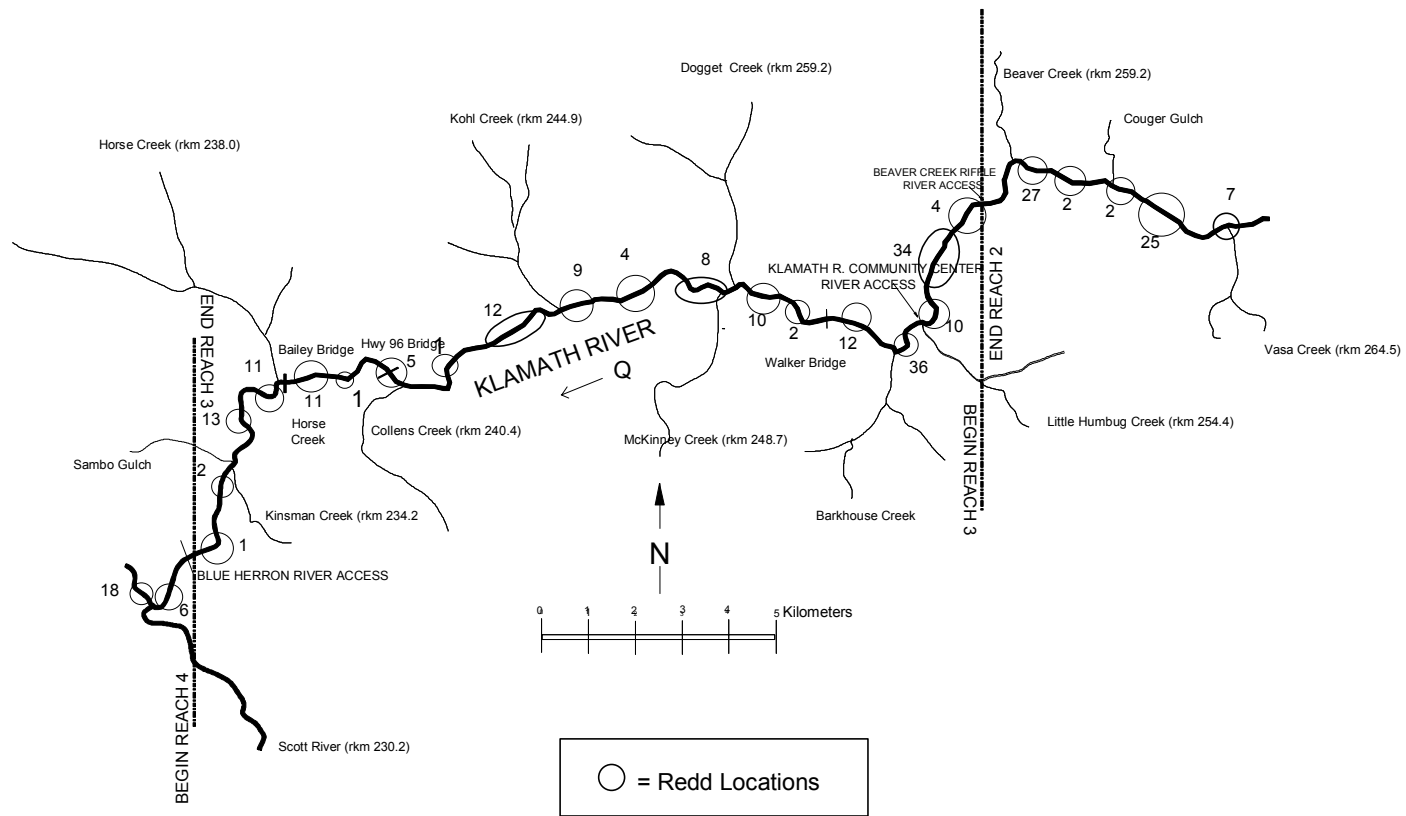 Dogget Creek (rkm 259.2)
Beaver Creek (rkm 259.2)
Kohl Creek (rkm 244.9)
Couger Gulch
Horse Creek (rkm 238.0)
BEAVER CREEK RIFFLE
RIVER ACCESS
27
2
2
7
4
25
34
END REACH 2
8
4
9
KLAMATH R. COMMUNITY CENTER
RIVER ACCESS
12
10
2
12
10
36
END REACH 3
KLAMATH RIVER
Q
Walker Bridge
Vasa Creek (rkm 264.5)
Bailey Bridge
Hwy 96 Bridge
1
5
11
11
1
13
Horse
Creek
Collens Creek (rkm 240.4)
McKinney Creek (rkm 248.7)
Little Humbug Creek (rkm 254.4)
BEGIN REACH 3
Sambo Gulch
2
Kinsman Creek (rkm 234.2
Barkhouse Creek
1
N
BLUE HERRON RIVER ACCESS
18
6
0 1 2 3 4 5 Kilometers
BEGIN REACH 4
Scott River (rkm 230.2)
= Redd Locations